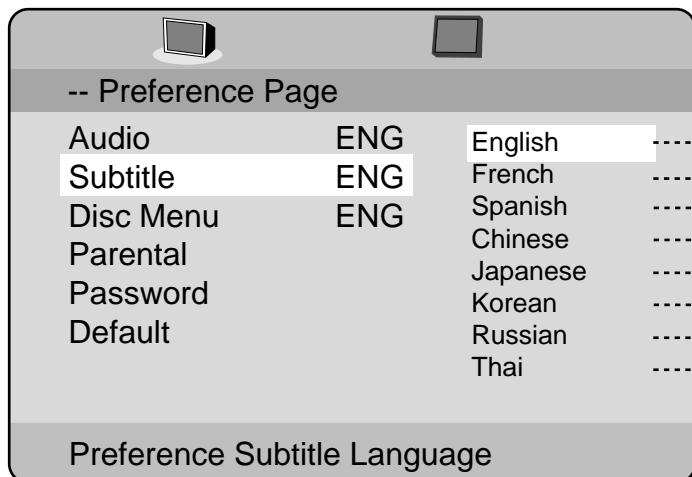 -- Preference Page
Audio ENG
Subtitle ENG
Disc Menu ENG
Parental
Password
Default
English ----
French ----
Spanish ----
Chinese ----
Japanese ----
Korean ----
Russian ----
Thai ----
Preference Subtitle Language